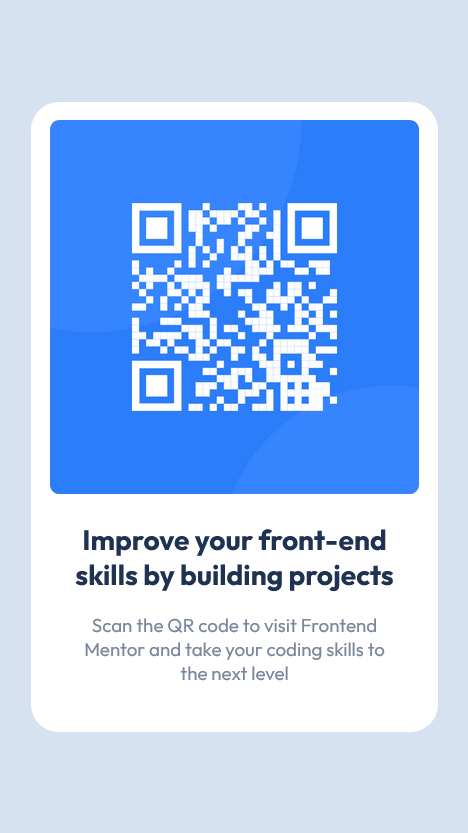 Improve your front-end
skills by building projects
Scan the QR code to visit Frontend
Mentor and take your coding skills to
the next level